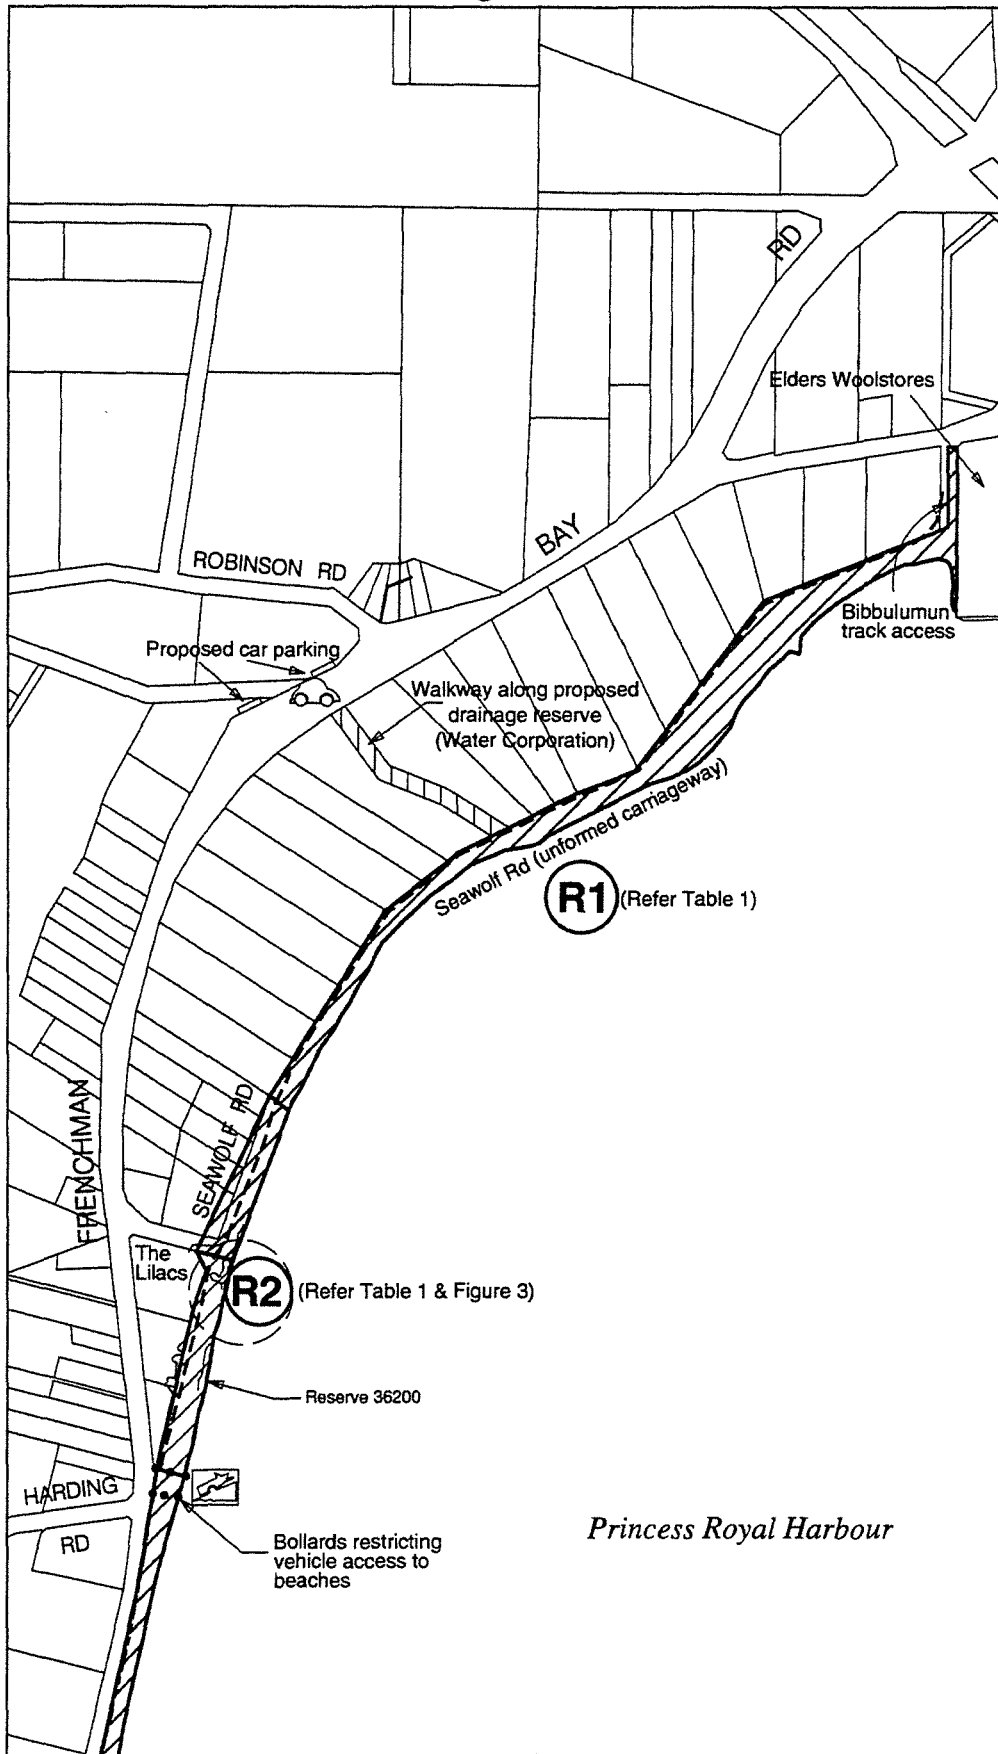 RD
Elders Woolstores
BAY
ROBINSON RD
Bibbulumun
track access
Proposed car parking
Walkway along proposed
drainage reserve
(Water Corporation)
Seawolf Rd (unformed carriageway)
R1 (Refer Table 1)
FRENCHMAN
SEAWOLF RD
The
Lilacs
R2 (Refer Table 1 & Figure 3)
Reserve 36200
HARDING
RD
Princess Royal Harbour
Bollards restricting
vehicle access to
beaches